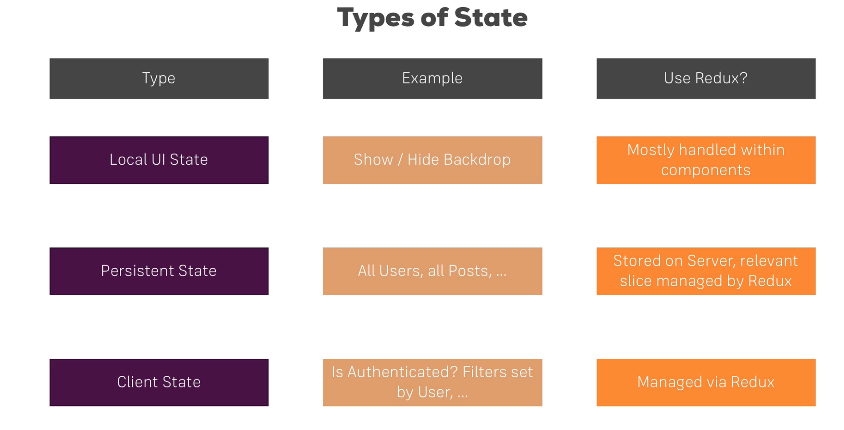 Types of State
Type
Example
Use Redux?
Local UI State
Show / Hide Backdrop
Mostly handled within
components
Persistent State
All Users, all Posts, ...
Stored on Server, relevant
slice managed by Redux
Client State
Is Authenticated? Filters set
by User, ...
Managed via Redux